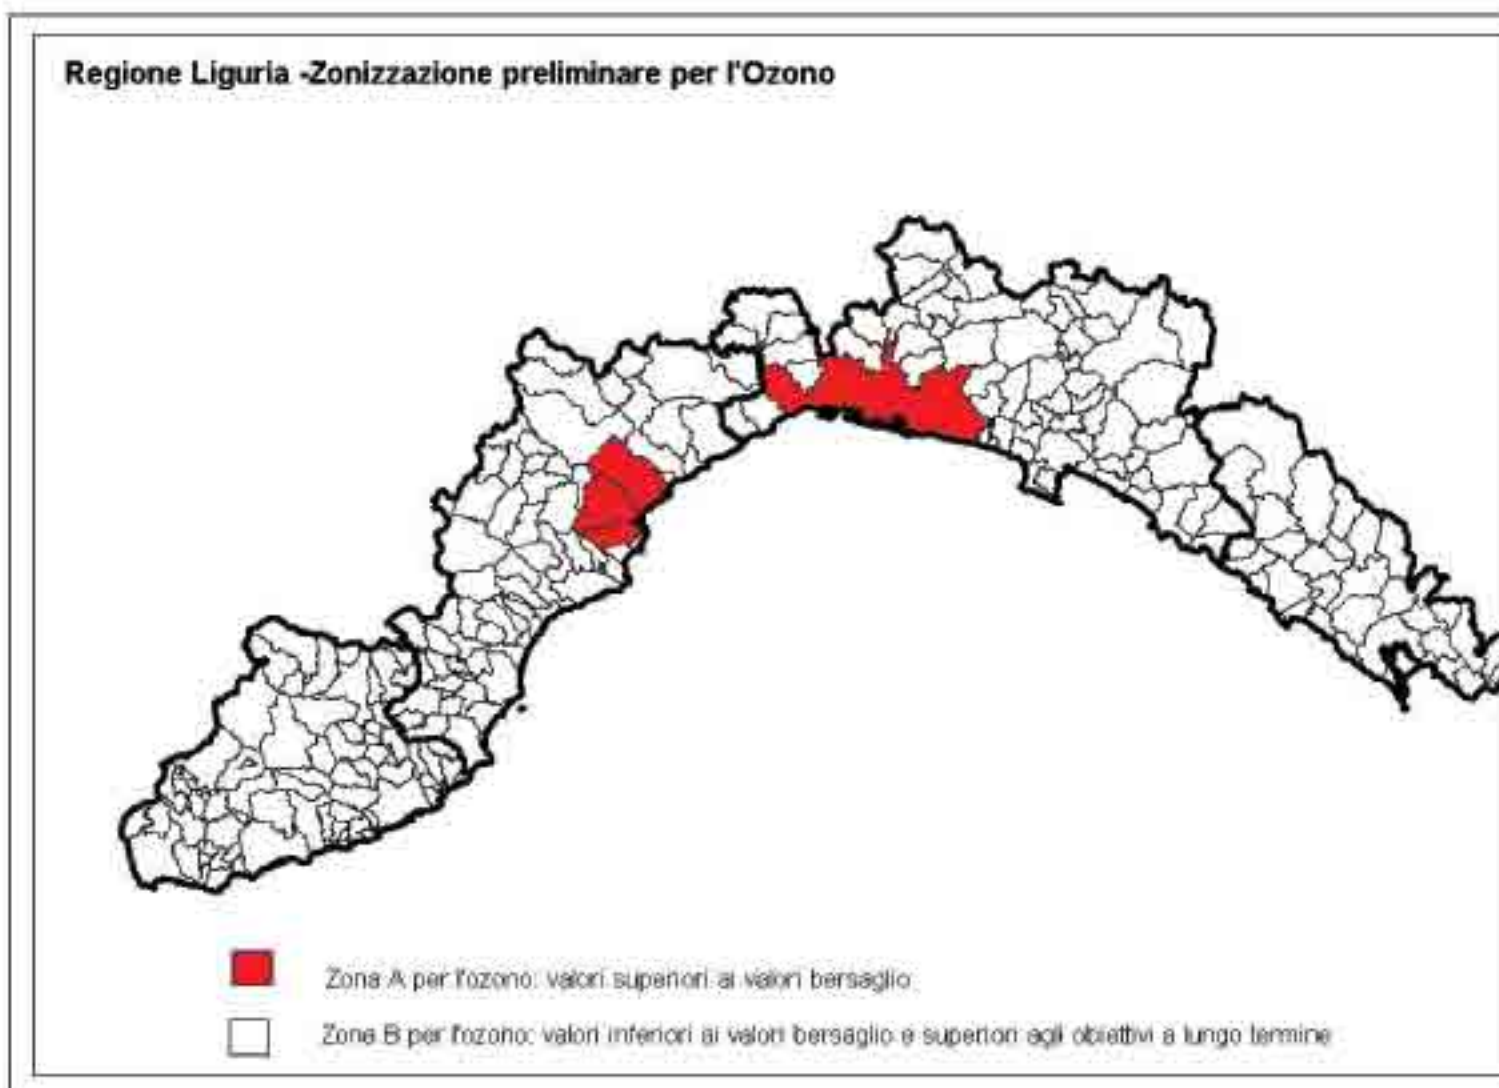 Regione Liguria -Zonizzazione preliminare per l'Ozono
Zona A per l'ozono: valori superiori ai valori bersaglio
Zona B per l'ozono: valori inferiori ai valori bersaglio e superiori agli obiettivi a lungo termine